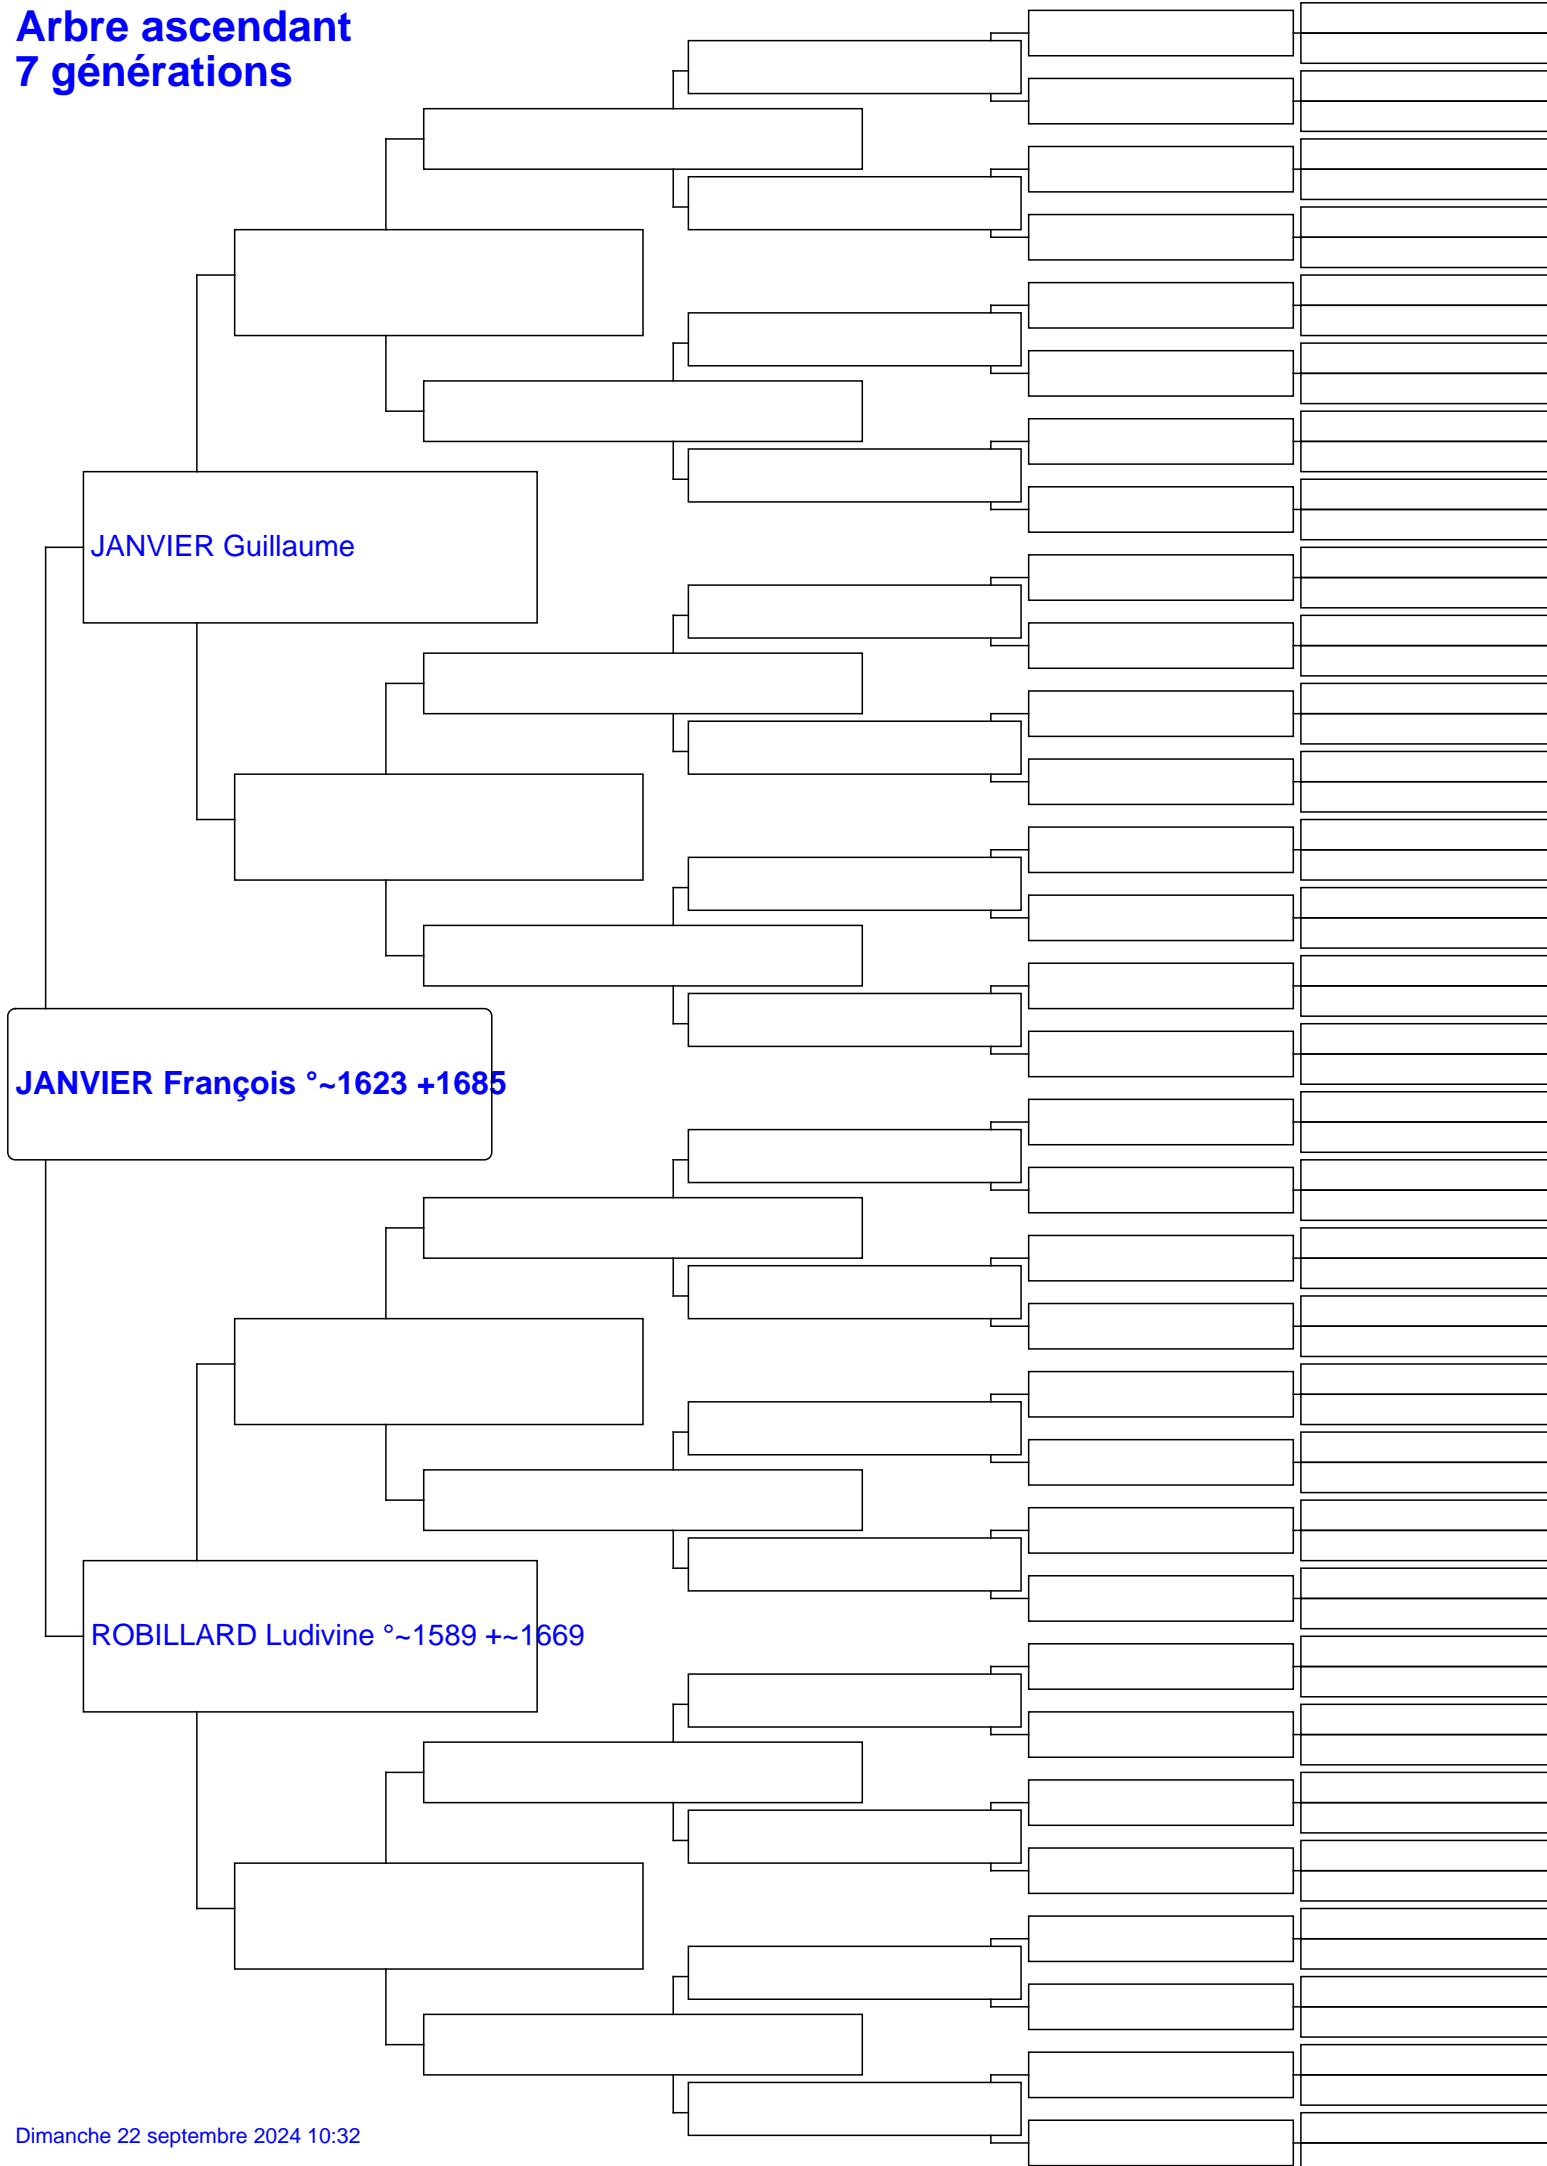 Arbre ascendant
7 générations
JANVIER Guillaume
JANVIER François °~1623 +1685
ROBILLARD Ludivine °~1589 +~1669
Dimanche 22 septembre 2024 10:32